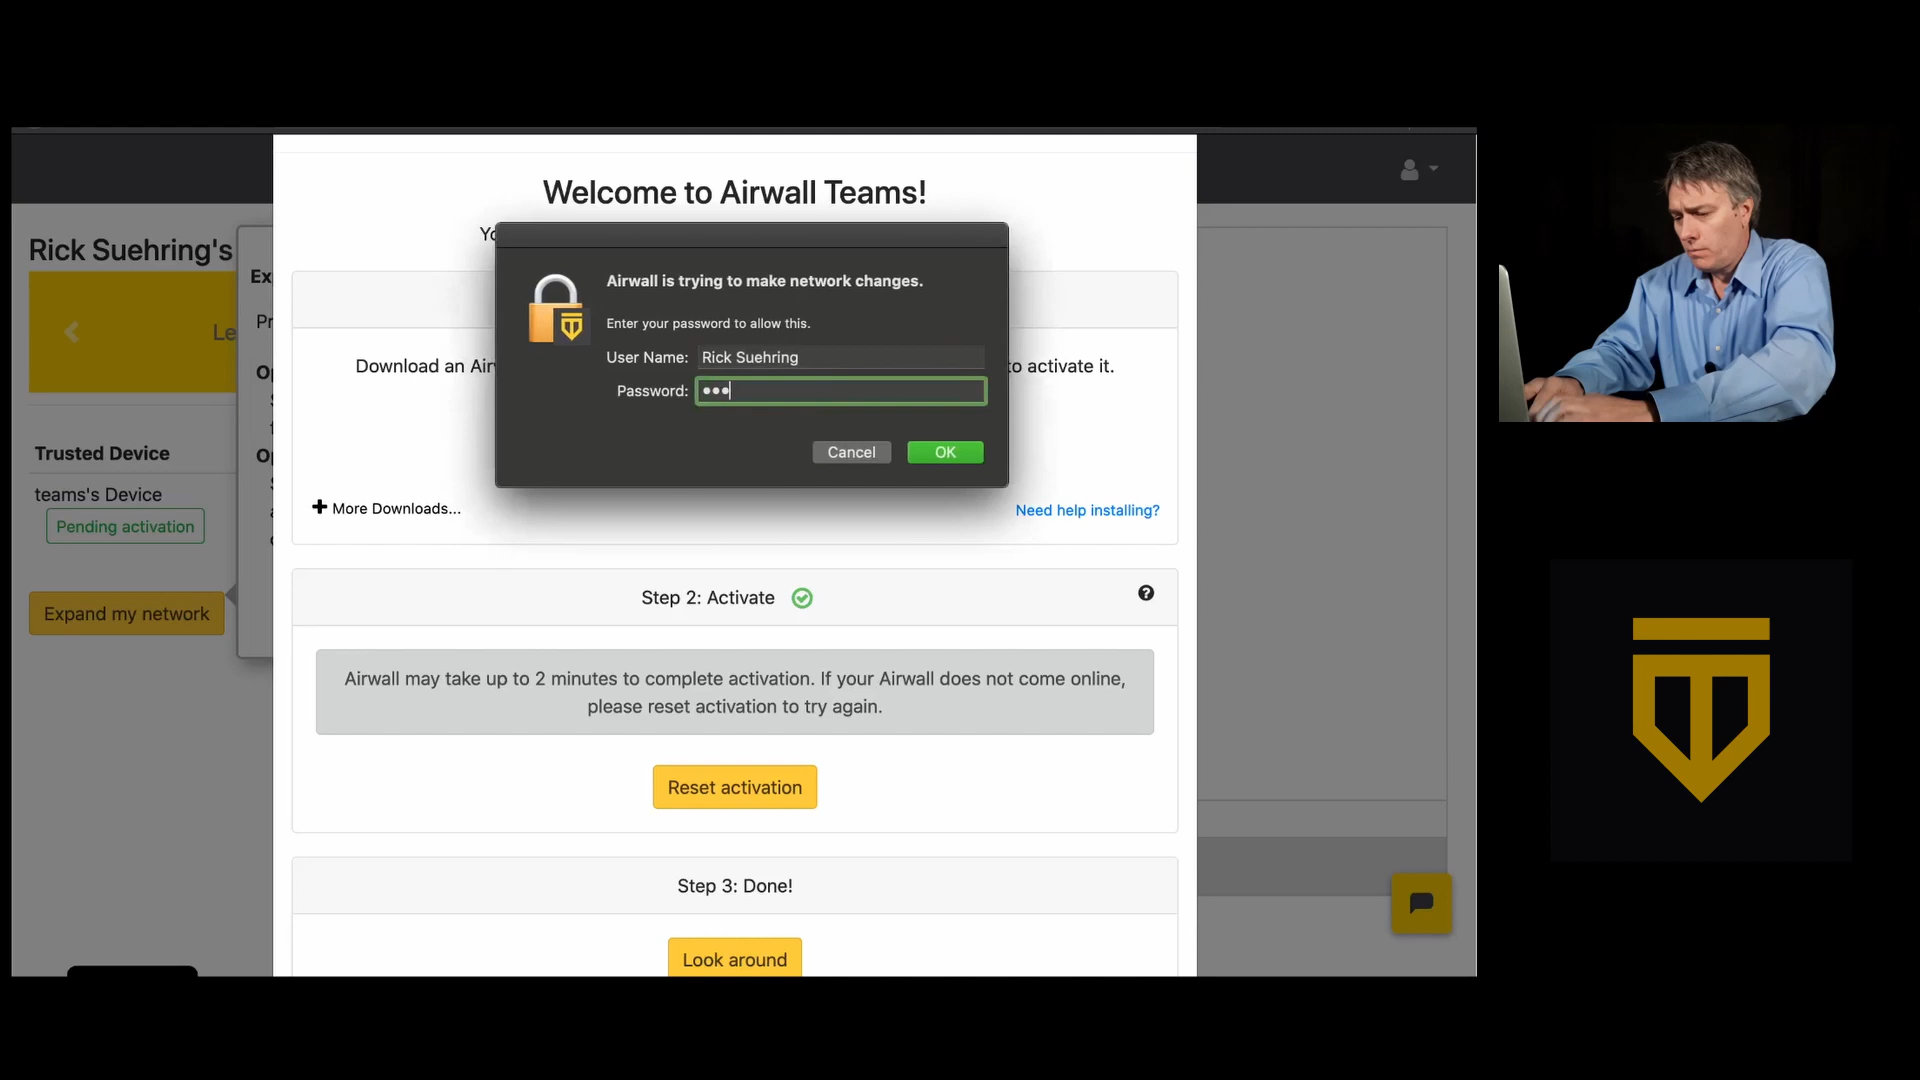 Welcome to Airwall Teams!
Rick Suehring's
Airwall is trying to make network changes.
Enter your password to allow this.
User Name: Rick Suehring
Password:
Cancel
OK
Download an
to activate it.
More Downloads...
Need help installing?
Trusted Device
teams's Device
Pending activation
Expand my network
Step 2: Activate
Airwall may take up to 2 minutes to complete activation. If your Airwall does not come online,
please reset activation to try again.
Reset activation
Step 3: Done!
Look around